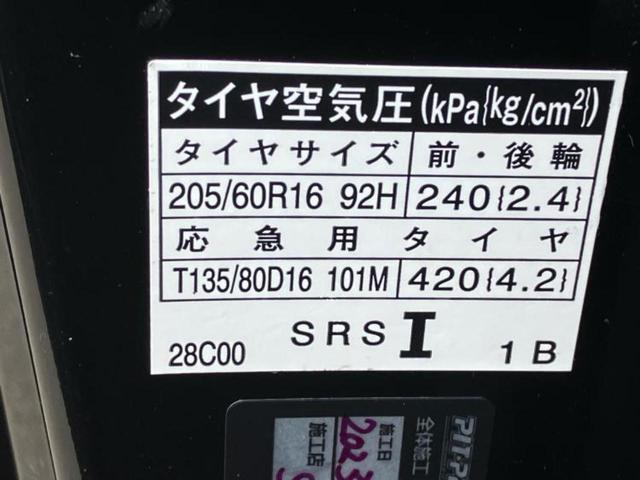 タイヤ空気圧(kPa{kg/cm²})
タイヤサイズ 前・後輪
205/60R16 92H 240{2.4}
応急用タイヤ
T135/80D16 101M 420{4.2}
28C00 SRS I 1B
全体施工
施工日
2023
施工店